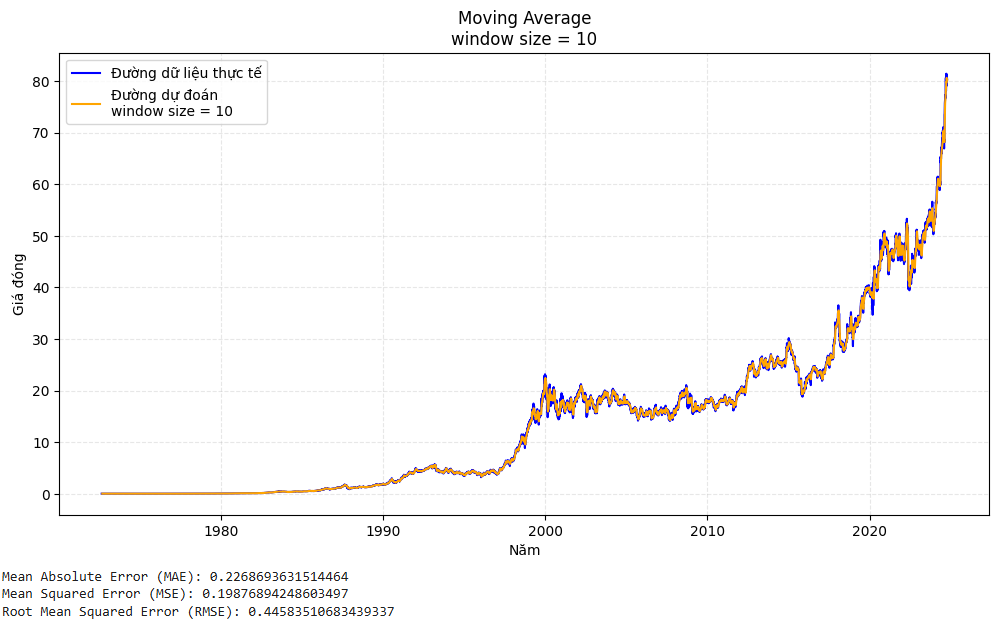 Moving Average
window size = 10
Đường dữ liệu thực tế
Đường dự đoán
window size = 10
80
70
60
50
40
30
20
10
0
Giá đóng
1980
1990
2000
2010
2020
Năm
Mean Absolute Error (MAE): 0.2268693631514464
Mean Squared Error (MSE): 0.19876894248603497
Root Mean Squared Error (RMSE): 0.44583510683439337